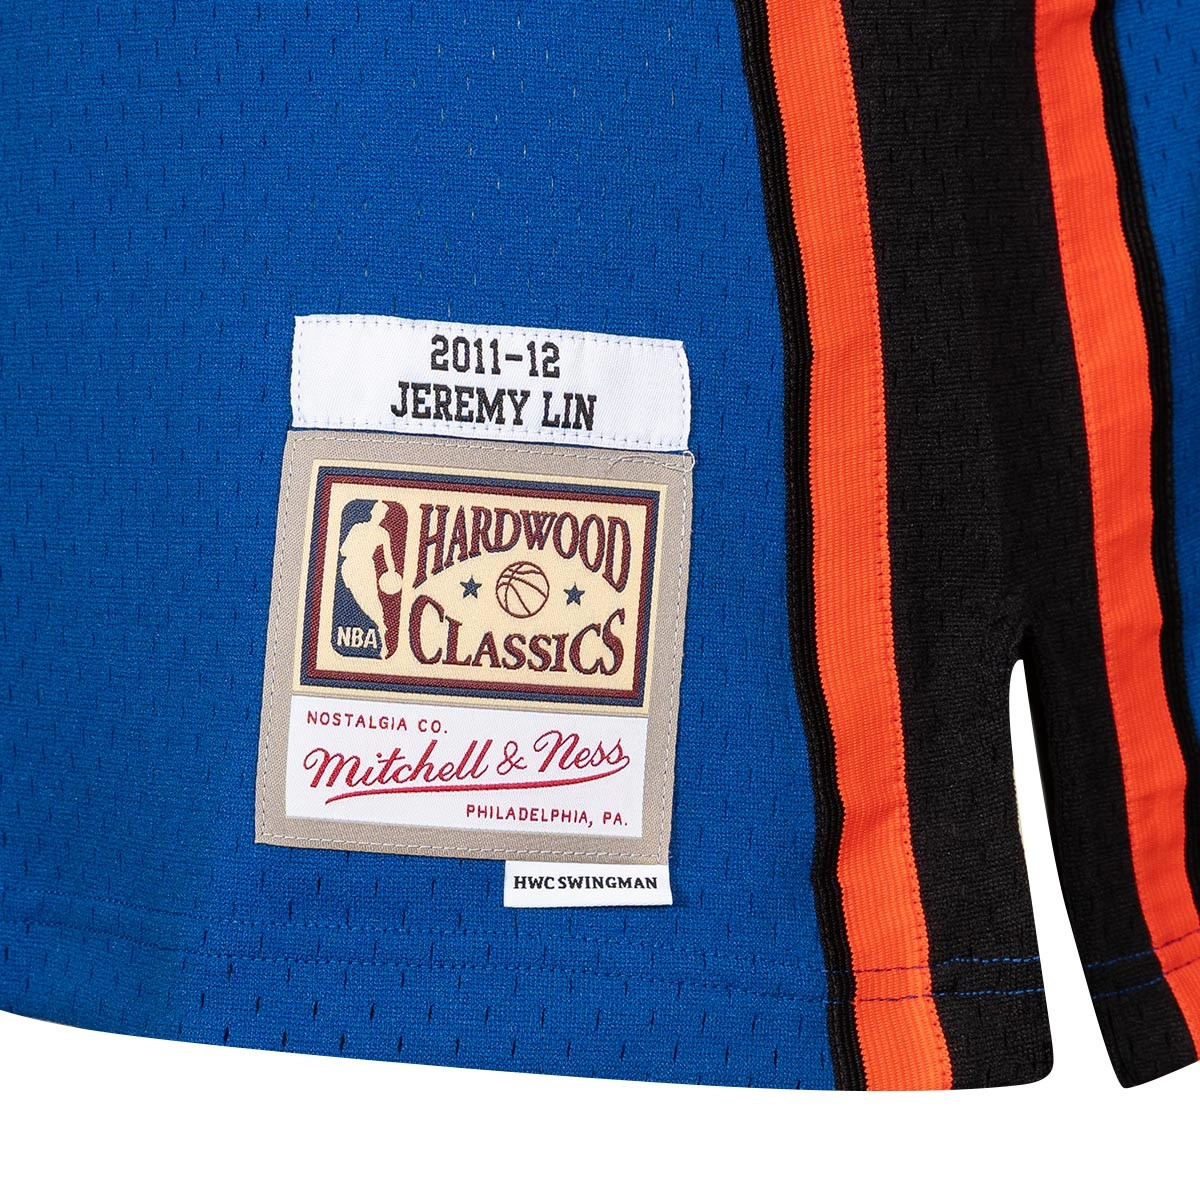 2011-12
JEREMY LIN
HARDWOOD
CLASSICS
NBA
NOSTALGIA CO.
Mitchell & Ness
PHILADELPHIA, PA.
HWC SWINGMAN